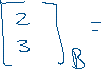 [2
3]B =